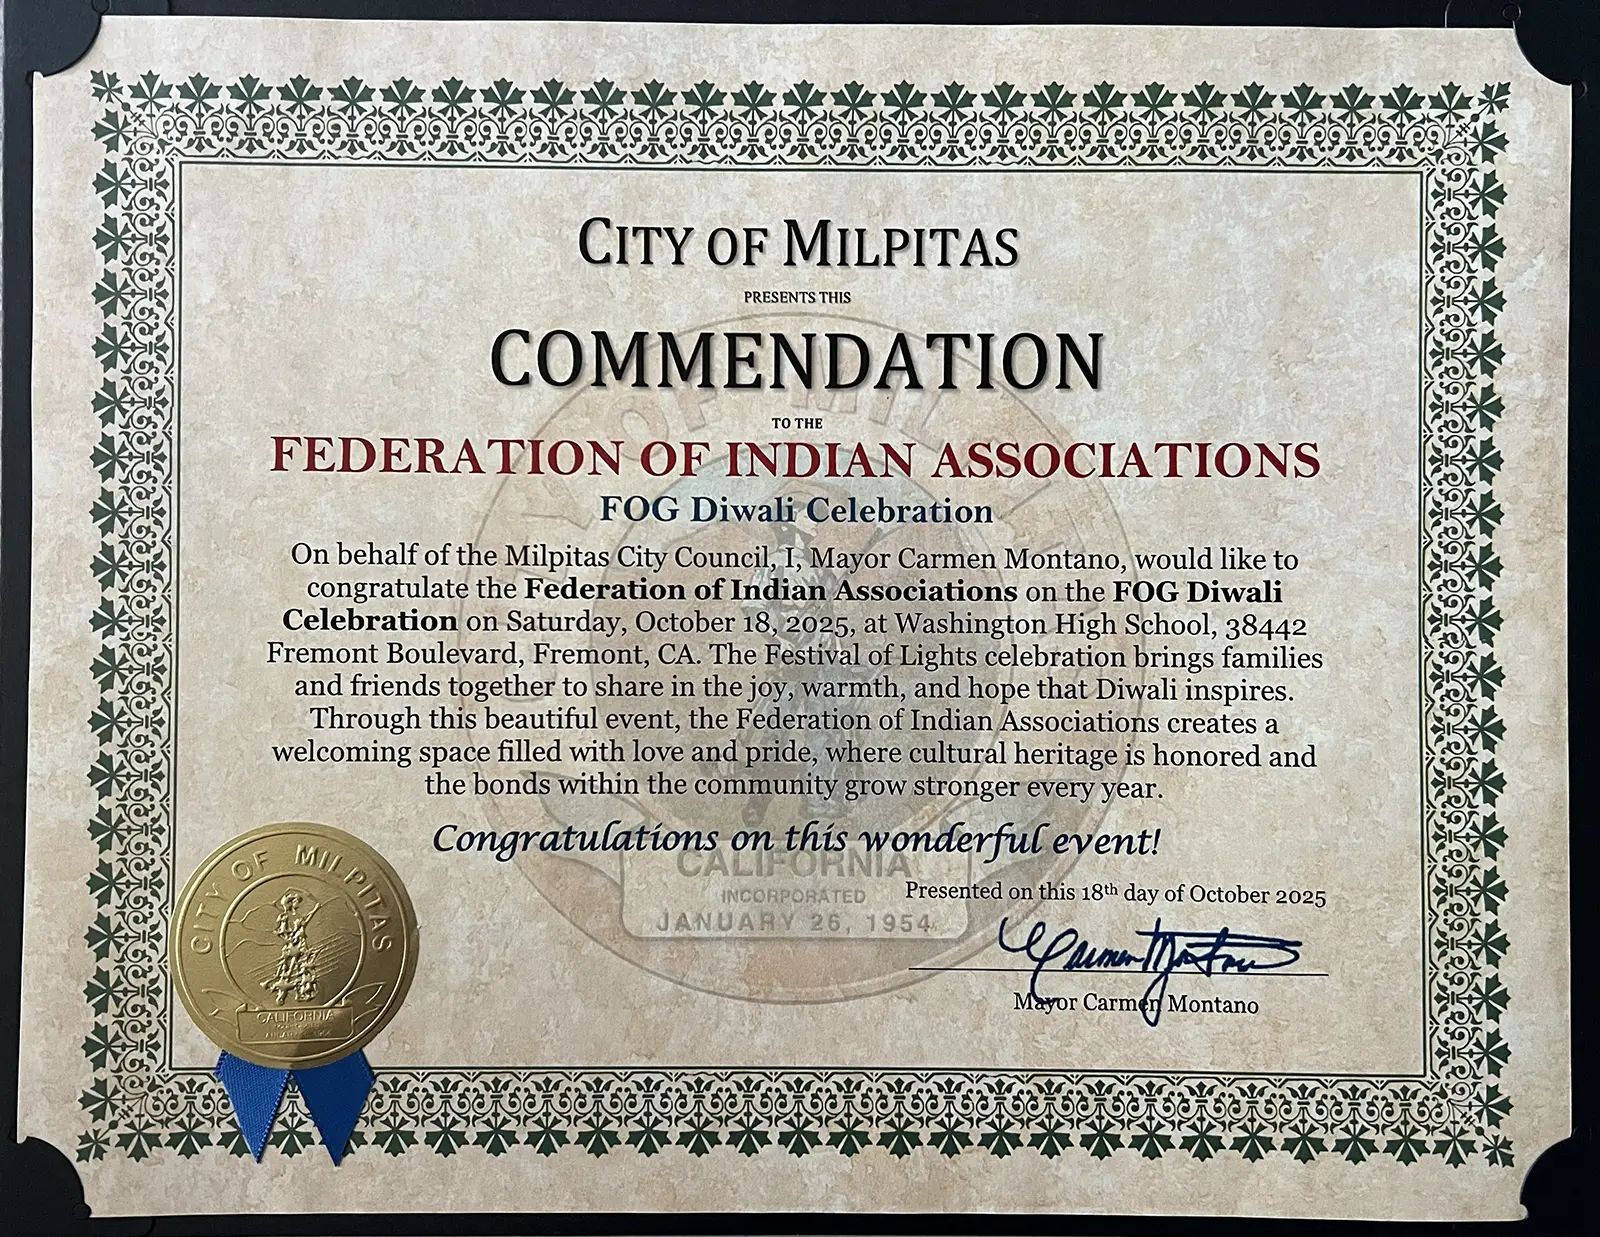 CITY OF MILPITAS
PRESENTS THIS
COMMENDATION
TO THE
FEDERATION OF INDIAN ASSOCIATIONS
FOG Diwali Celebration
On behalf of the Milpitas City Council, I, Mayor Carmen Montano, would like to
congratulate the Federation of Indian Associations on the FOG Diwali
Celebration on Saturday, October 18, 2025, at Washington High School, 38442
Fremont Boulevard, Fremont, CA. The Festival of Lights celebration brings families
and friends together to share in the joy, warmth, and hope that Diwali inspires.
Through this beautiful event, the Federation of Indian Associations creates a
welcoming space filled with love and pride, where cultural heritage is honored and
the bonds within the community grow stronger every year.
Congratulations on this wonderful event!
CALIFORNIA
INCORPORATED
JANUARY 26, 1954
Presented on this 18th day of October 2025
Carmen Montano
Mayor Carmen Montano
CITY OF MILPITAS
CALIFORNIA